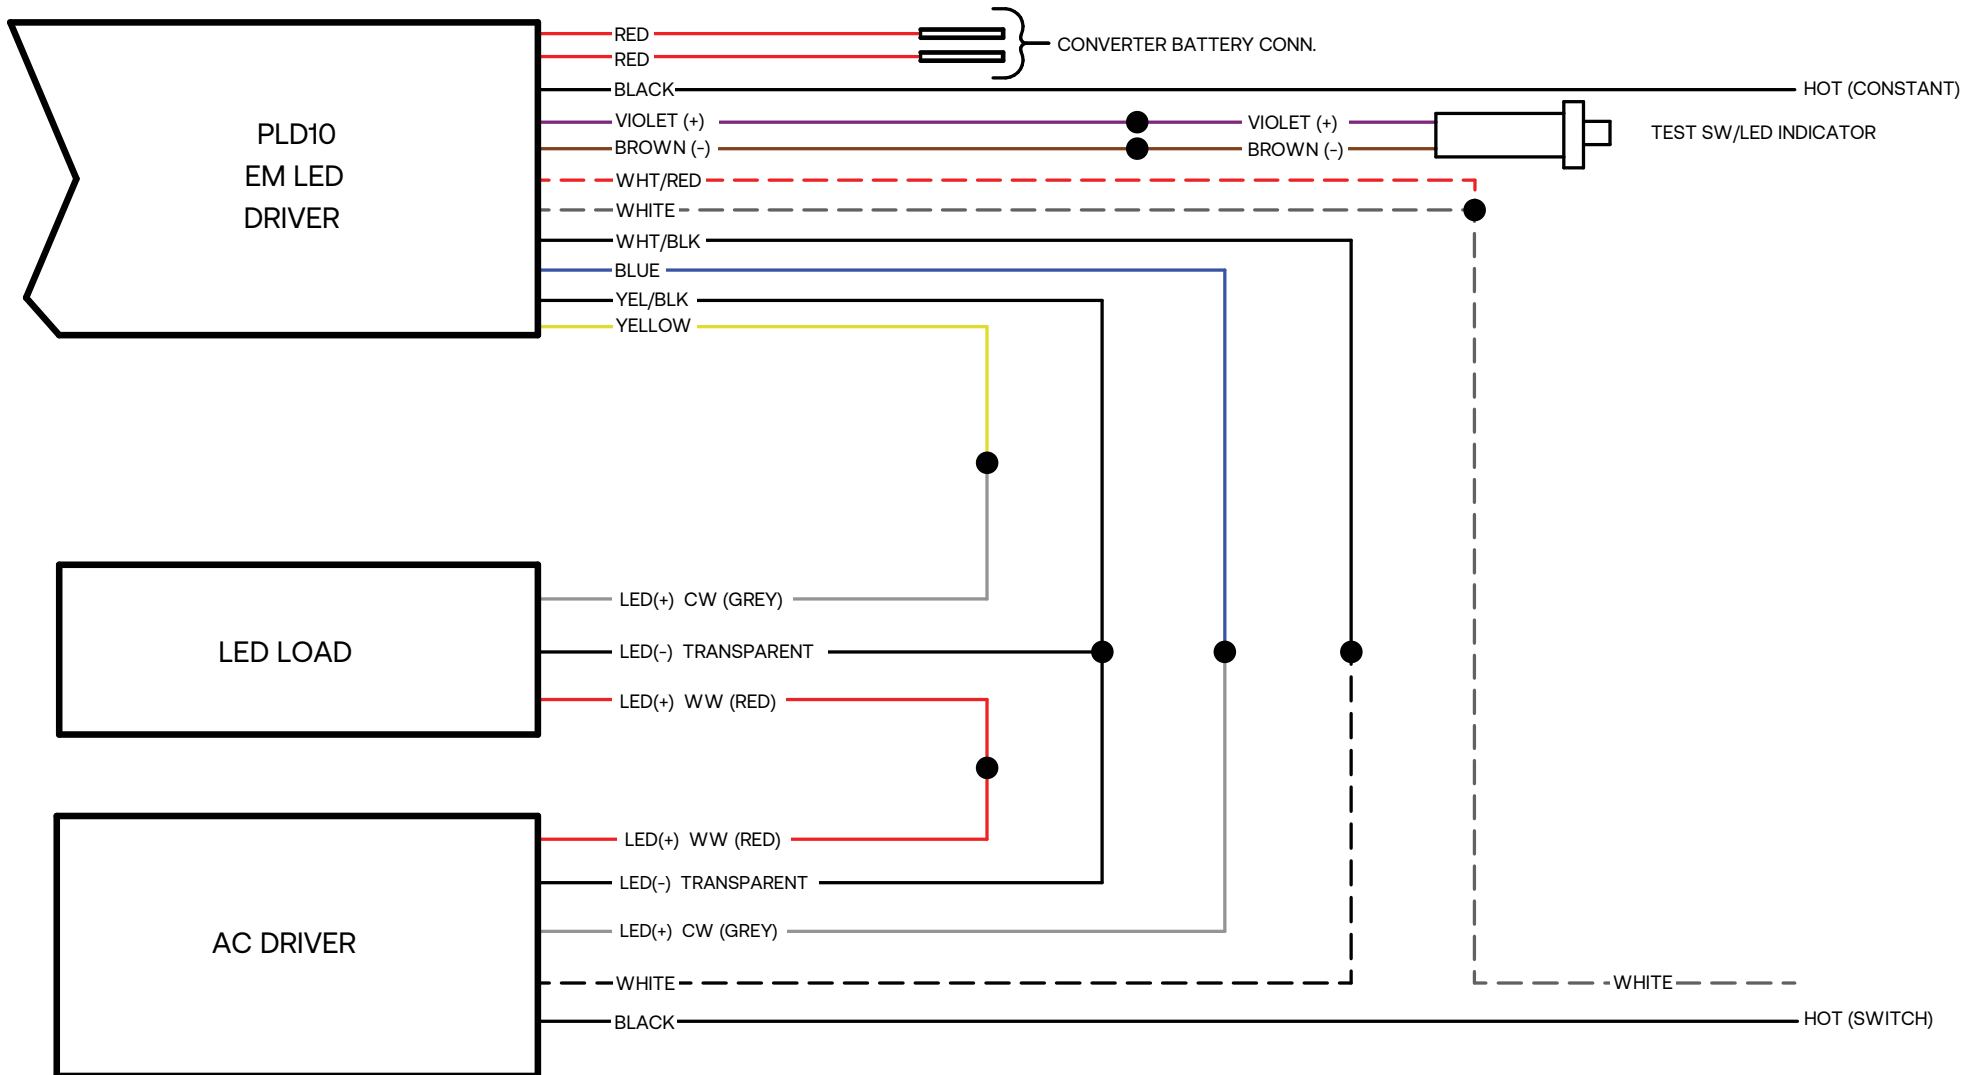 RED
RED
CONVERTER BATTERY CONN.
BLACK
HOT (CONSTANT)
PLD10
EM LED
DRIVER
VIOLET (+)
VIOLET (+)
BROWN (-)
BROWN (-)
TEST SW/LED INDICATOR
WHT/RED
WHITE
WHT/BLK
BLUE
YEL/BLK
YELLOW
LED LOAD
LED(+) CW (GREY)
LED(-) TRANSPARENT
LED(+) WW (RED)
AC DRIVER
LED(+) WW (RED)
LED(-) TRANSPARENT
LED(+) CW (GREY)
WHITE
WHITE
BLACK
HOT (SWITCH)